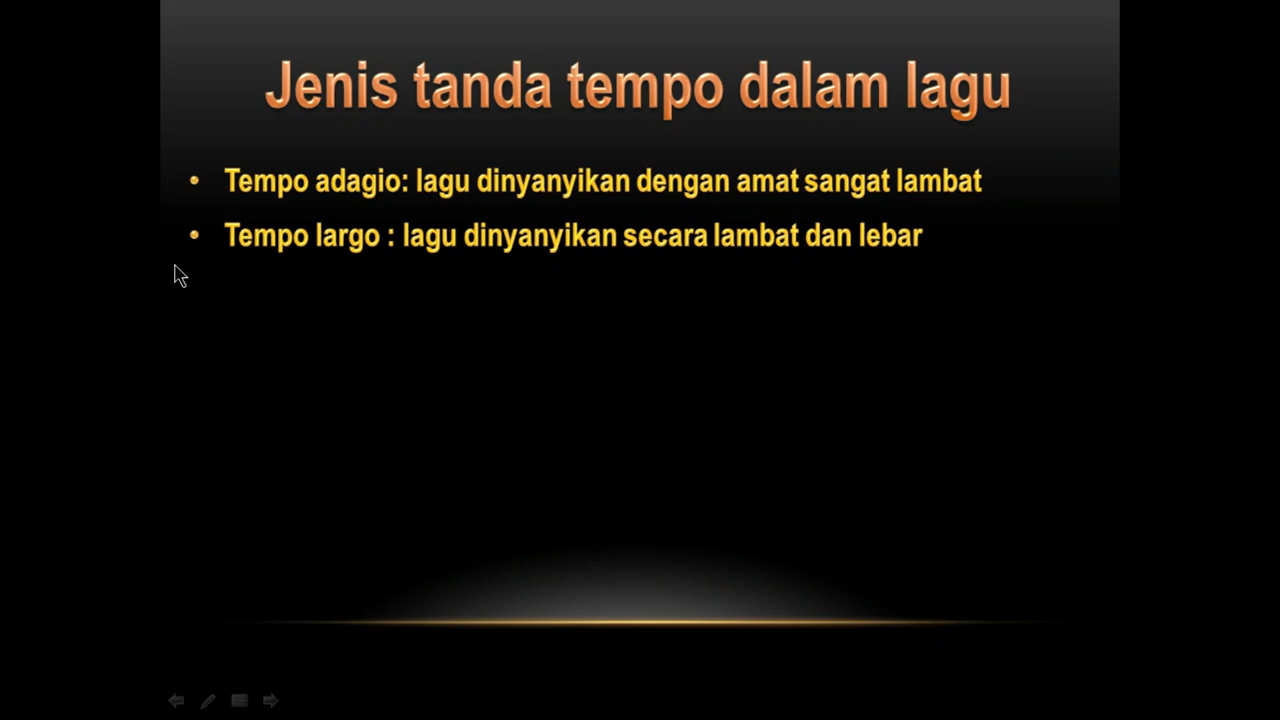 Jenis tanda tempo dalam lagu
• Tempo adagio: lagu dinyanyikan dengan amat sangat lambat
• Tempo largo : lagu dinyanyikan secara lambat dan lebar